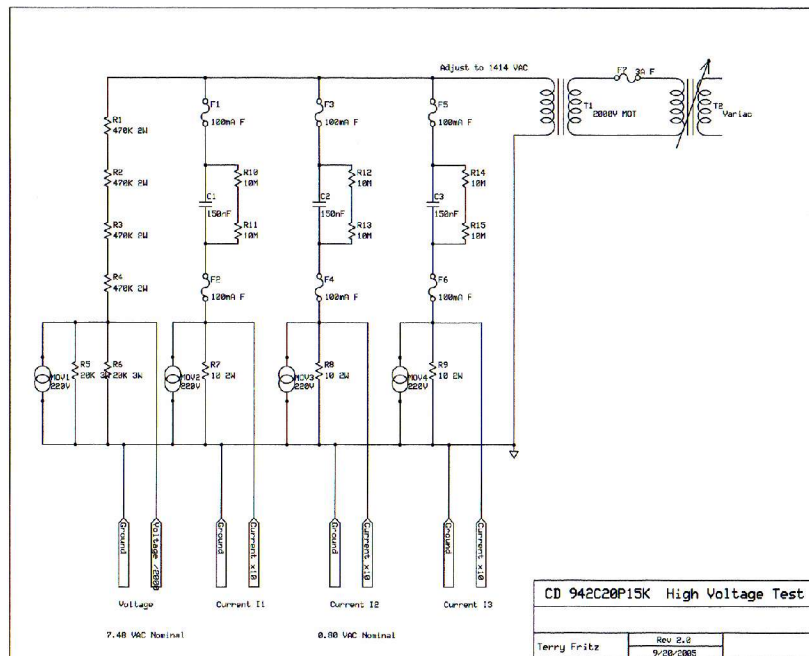 Adjust to 1414 VAC
F7 3A F
T1
2000V MOT
T2
Variac
F1
100mA F
F3
100mA F
F5
100mA F
R1
470K 2W
R2
470K 2W
R3
470K 2W
R4
470K 2W
R10
10M
C1
150nF
R11
10M
R12
10M
C2
150nF
R13
10M
R14
10M
C3
150nF
R15
10M
F2
100mA F
F4
100mA F
F6
100mA F
MOV1
220V
R5
20K 3W
R6
20K 3W
MOV2
220V
R7
10 2W
MOV3
220V
R8
10 2W
MOV4
220V
R9
10 2W
Ground
Voltage /2000
Ground
Current x10
Ground
Current x10
Ground
Current x10
Voltage
Current I1
Current I2
Current I3
7.48 VAC Nominal
0.80 VAC Nominal
CD 942C20P15K High Voltage Test
Terry Fritz
Rev 2.0
9/20/2005